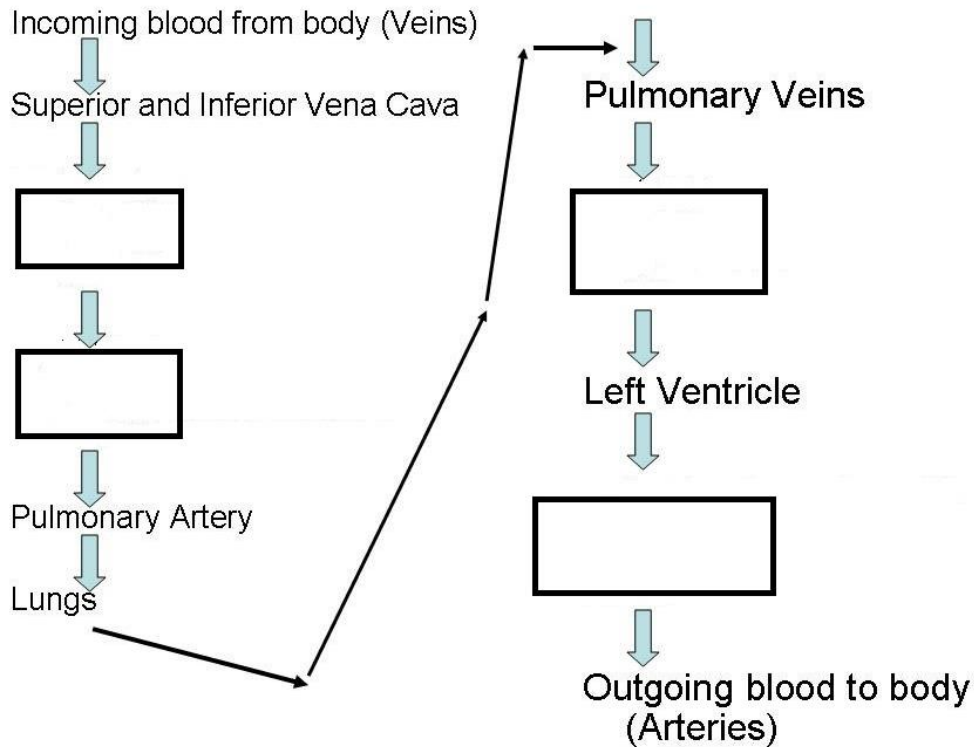 Incoming blood from body (Veins)
Superior and Inferior Vena Cava
Pulmonary Artery
Lungs
Pulmonary Veins
Left Ventricle
Outgoing blood to body
(Arteries)